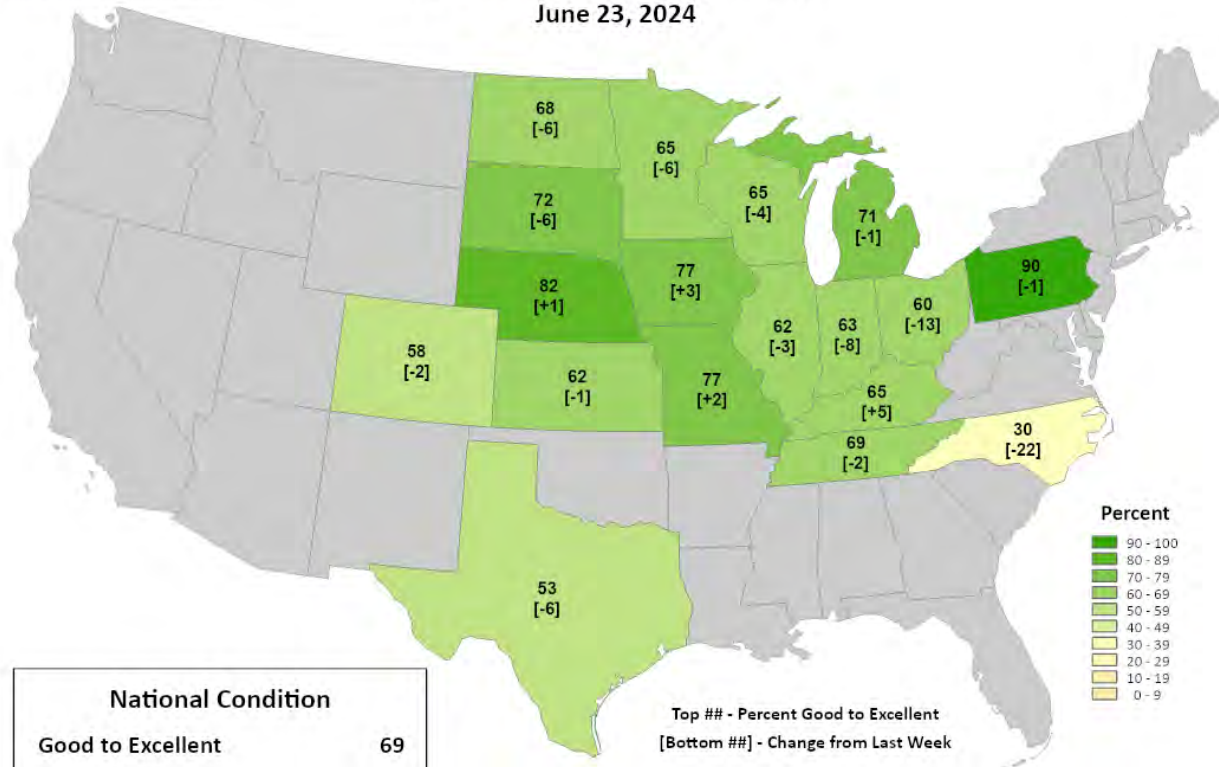 June 23, 2024
68
[-6]
65
[-6]
65
[-4]
71
[-1]
72
[-6]
77
[+3]
90
[-1]
82
[+1]
62
[-3]
63
[-8]
60
[-13]
58
[-2]
62
[-1]
77
[+2]
65
[+5]
69
[-2]
30
[-22]
53
[-6]
Percent
90 - 100
80 - 89
70 - 79
60 - 69
50 - 59
40 - 49
30 - 39
20 - 29
10 - 19
0 - 9
National Condition
Good to Excellent 69
Top ## - Percent Good to Excellent
[Bottom ##] - Change from Last Week